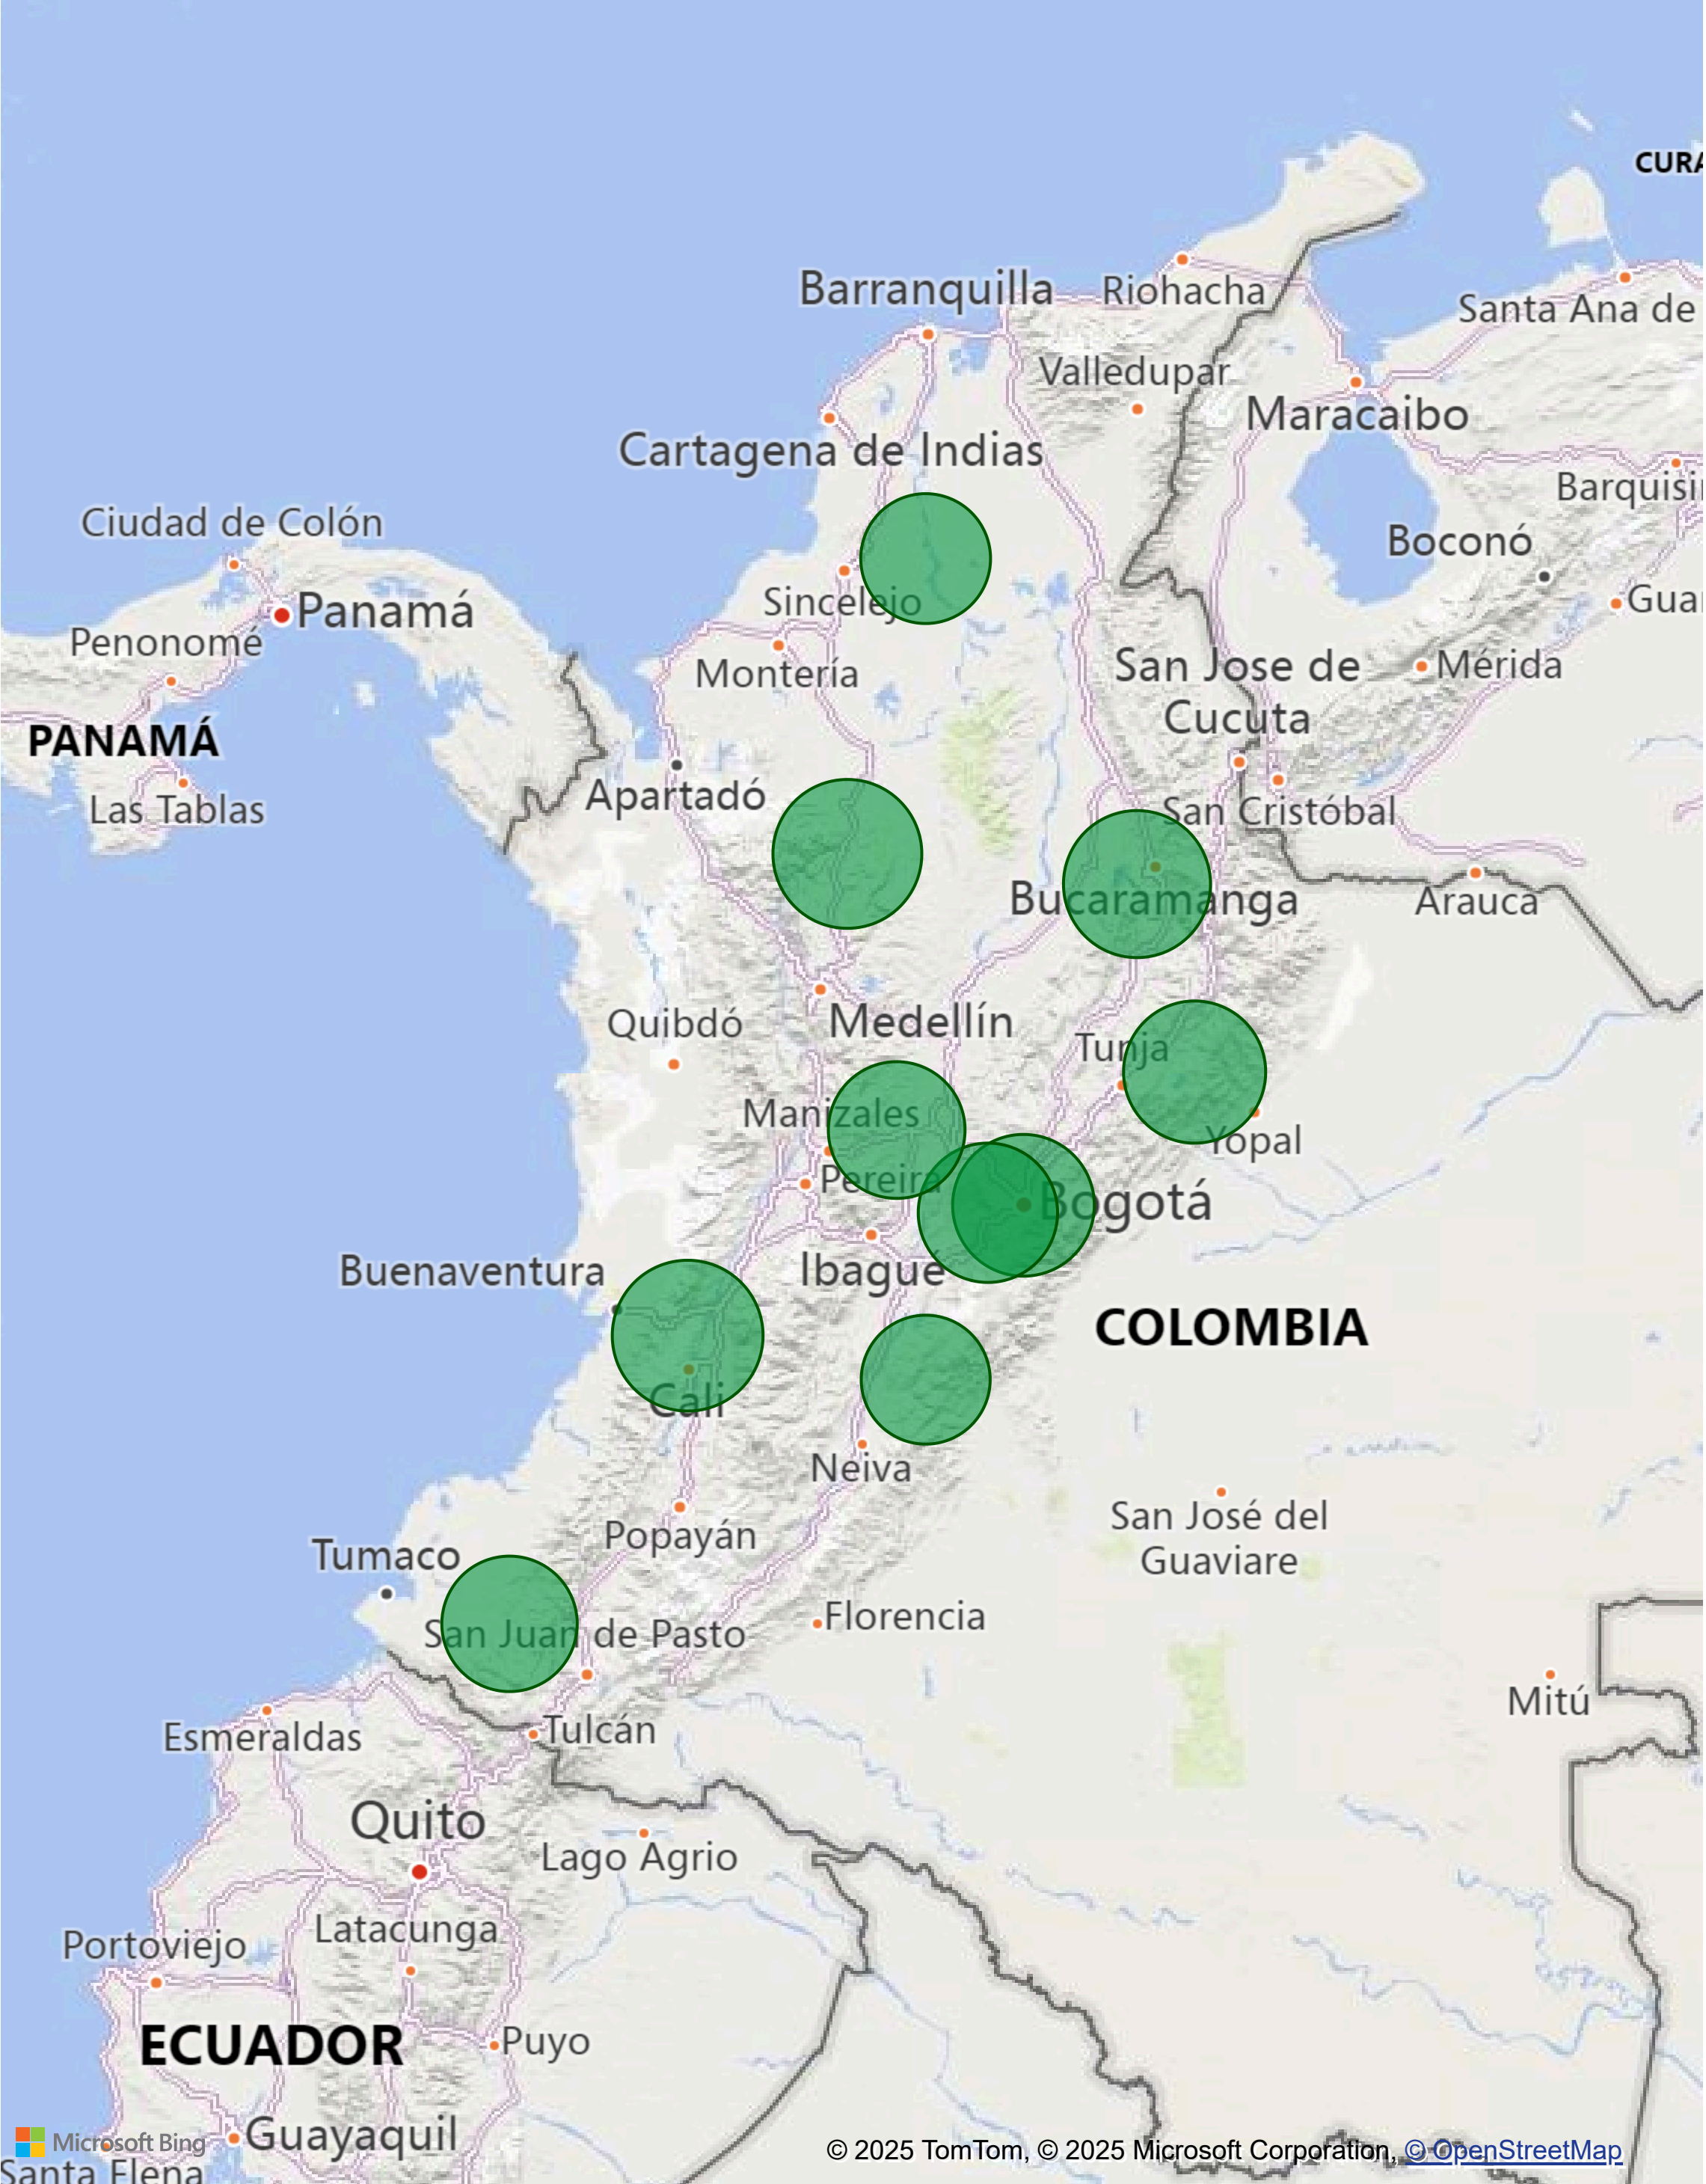 CURA
Barranquilla
Riohacha
Santa Ana de
Valledupar
Maracaibo
Cartagena de Indias
Barquisi
Ciudad de Colón
Boconó
Panamá
Guar
Sincelejo
Penonomé
Montería
San Jose de
Cucuta
Mérida
PANAMÁ
Apartadó
Las Tablas
San Cristóbal
Bucaramanga
Arauca
Quibdó
Medellín
Tunja
Manizales
Yopal
Pereira
Bogotá
Buenaventura
Ibagué
COLOMBIA
Cali
Neiva
San José del
Guaviare
Popayán
Tumaco
Florencia
San Juan de Pasto
Mitú
Esmeraldas
Tulcán
Quito
Lago Agrio
Latacunga
Portoviejo
ECUADOR
Puyo
Guayaquil
Microsoft Bing
© 2025 TomTom, © 2025 Microsoft Corporation, © OpenStreetMap
Santa Elena